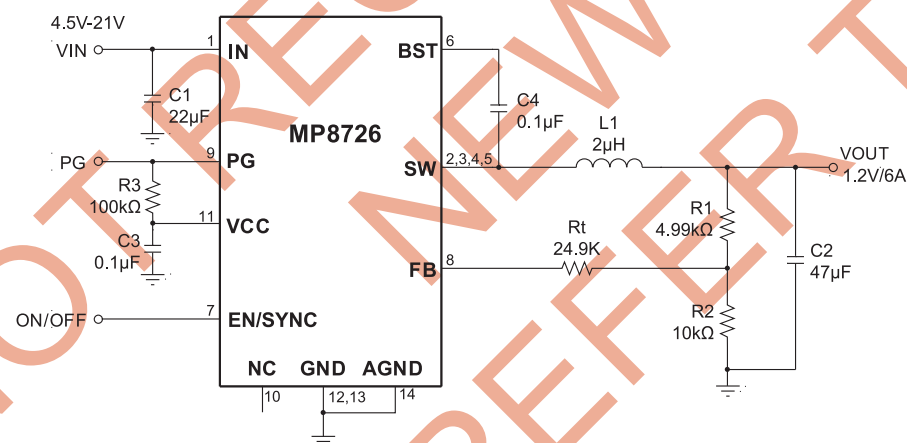 4.5V-21V
VIN
1
IN
C1
22µF
MP8726
BST
6
C4
0.1µF
L1
2µH
PG
9
PG
SW
2,3,4,5
VOUT
1.2V/6A
R3
100kΩ
11
VCC
C3
0.1µF
Rt
24.9K
R1
4.99kΩ
FB
8
C2
47µF
R2
10kΩ
ON/OFF
7
EN/SYNC
NC
GND
AGND
10
12,13
14
NEW
REFER